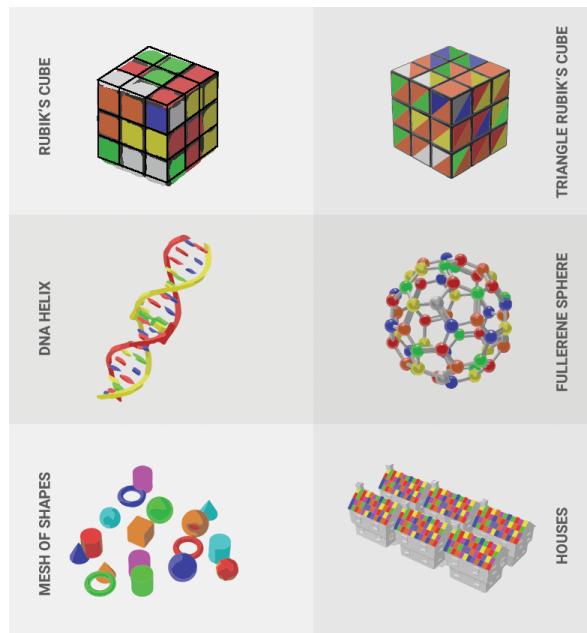 RUBIK'S CUBE
TRIANGLE RUBIK'S CUBE
DNA HELIX
FULLERENE SPHERE
MESH OF SHAPES
HOUSES